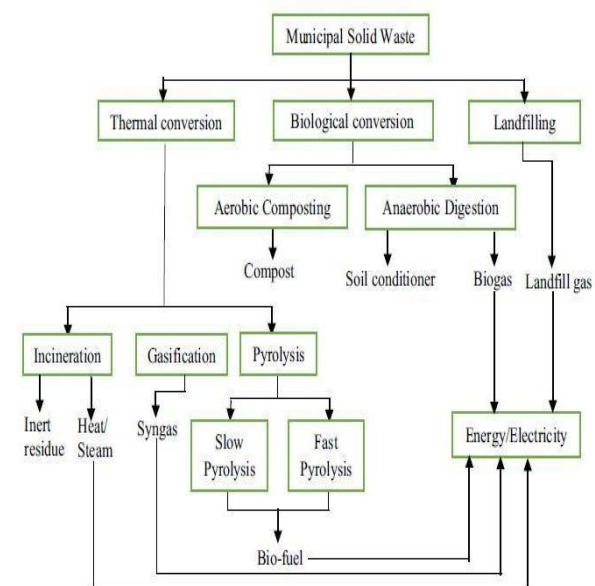 Municipal Solid Waste
Thermal conversion
Biological conversion
Landfilling
Aerobic Composting
Anaerobic Digestion
Compost
Soil conditioner
Biogas
Landfill gas
Incineration
Gasification
Pyrolysis
Inert
residue
Heat/
Steam
Syngas
Slow
Pyrolysis
Fast
Pyrolysis
Energy/Electricity
Bio-fuel